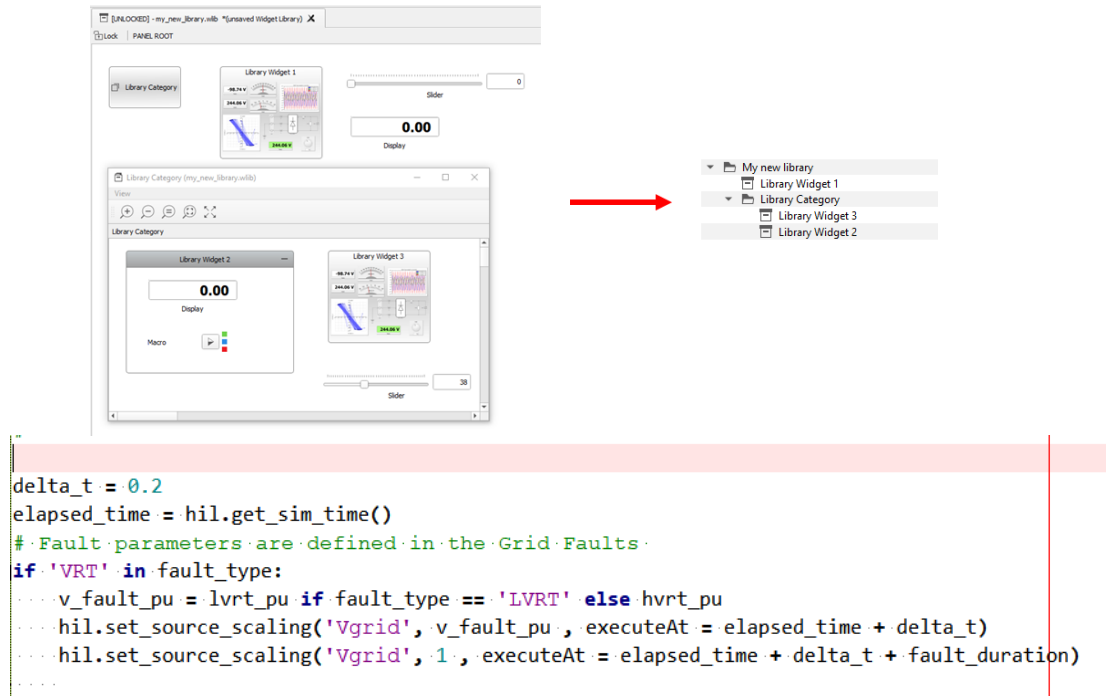 [UNLOCKED] - my_new_library.wlib *(unsaved Widget Library)
Lock PANEL ROOT
Library Category
Library Widget 1
-98.74 V
244.06 V
244.06 V
0
Slider
0.00
Display
Library Category (my_new_library.wlib)
View
Library Category
Library Widget 2
0.00
Display
Macro
Library Widget 3
-98.74 V
244.06 V
244.06 V
38
Slider
My new library
Library Widget 1
Library Category
Library Widget 3
Library Widget 2
delta_t = 0.2
elapsed_time = hil.get_sim_time()
# Fault parameters are defined in the Grid Faults
if 'VRT' in fault_type:
    v_fault_pu = lvrt_pu if fault_type == 'LVRT' else hvrt_pu
    hil.set_source_scaling('Vgrid', v_fault_pu , executeAt = elapsed_time + delta_t)
    hil.set_source_scaling('Vgrid', 1 , executeAt = elapsed_time + delta_t + fault_duration)